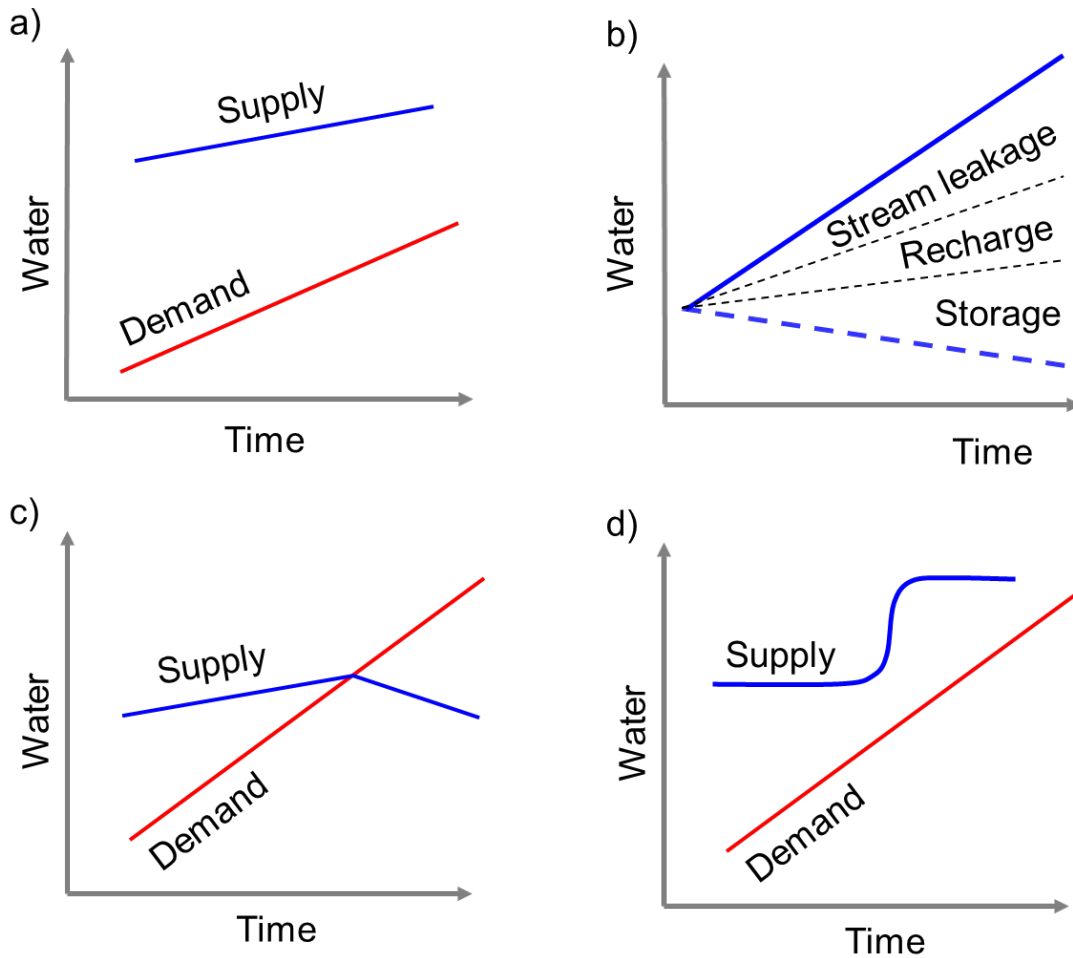 a)
Supply
Demand
Water
Time
b)
Stream leakage
Recharge
Storage
Water
Time
c)
Supply
Demand
Water
Time
d)
Supply
Demand
Water
Time